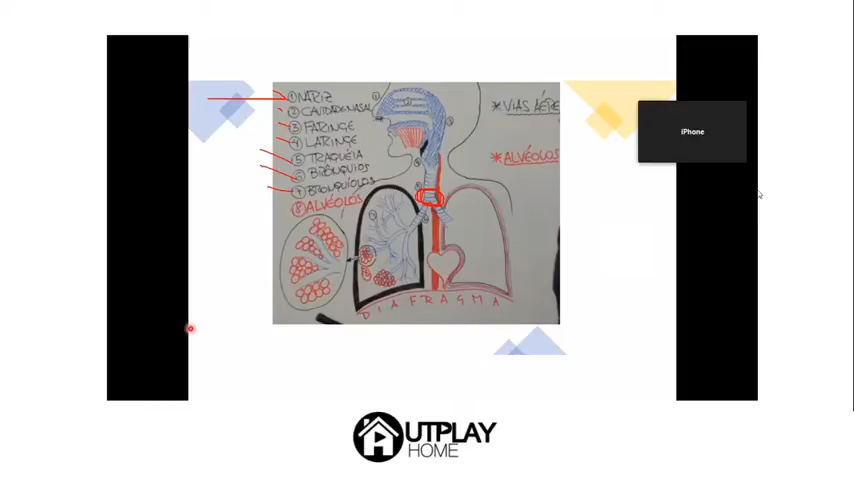 ① NARIZ
② CAVIDADE NASAL
③ FARINGE
④ LARINGE
⑤ TRAQUÉIA
⑥ BRÔNQUIOS
⑦ BRONQUÍOLOS
⑧ ALVÉOLOS
* VIAS AÉRE
* ALVÉOLOS
DIAFRAGMA
iPhone
UTPLAY
HOME